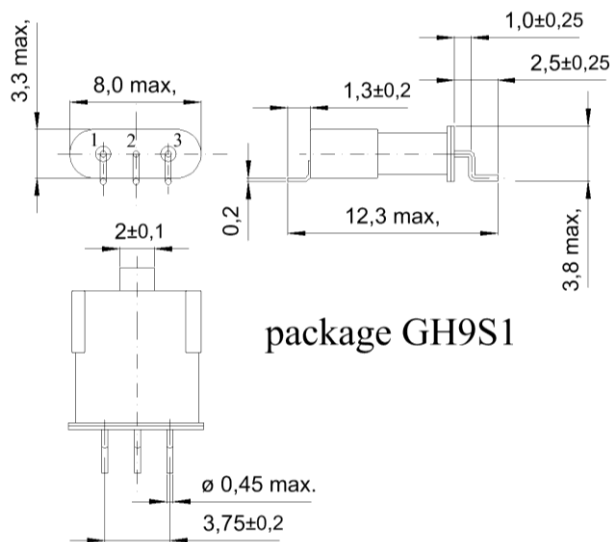 1,0±0,25
2,5±0,25
3,3 max,
8,0 max,
1,3±0,2
1 2 3
0,2
12,3 max,
3,8 max,
2±0,1
package GH9S1
ø 0,45 max.
3,75±0,2